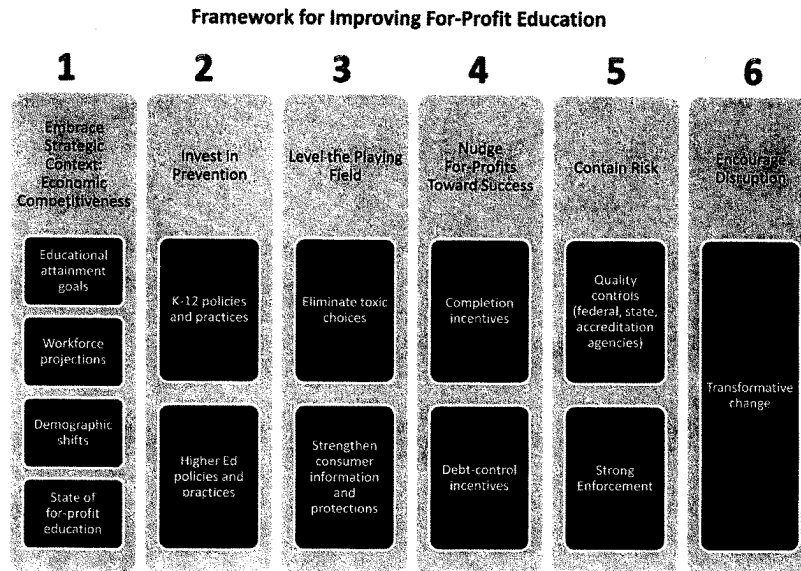 Framework for Improving For-Profit Education
1
2
3
4
5
6
Embrace
Strategic
Context:
Economic
Competitiveness
Invest in
Prevention
Level the Playing
Field
Nudge
For-Profits
Toward Success
Contain Risk
Encourage
Disruption
Educational
attainment
goals
Workforce
projections
Demographic
shifts
State of
for-profit
education
K-12 policies
and practices
Higher Ed
policies and
practices
Eliminate toxic
choices
Strengthen
consumer
information
and
protections
Completion
incentives
Debt-control
incentives
Quality
controls
(federal, state,
accreditation
agencies)
Strong
Enforcement
Transformative
change